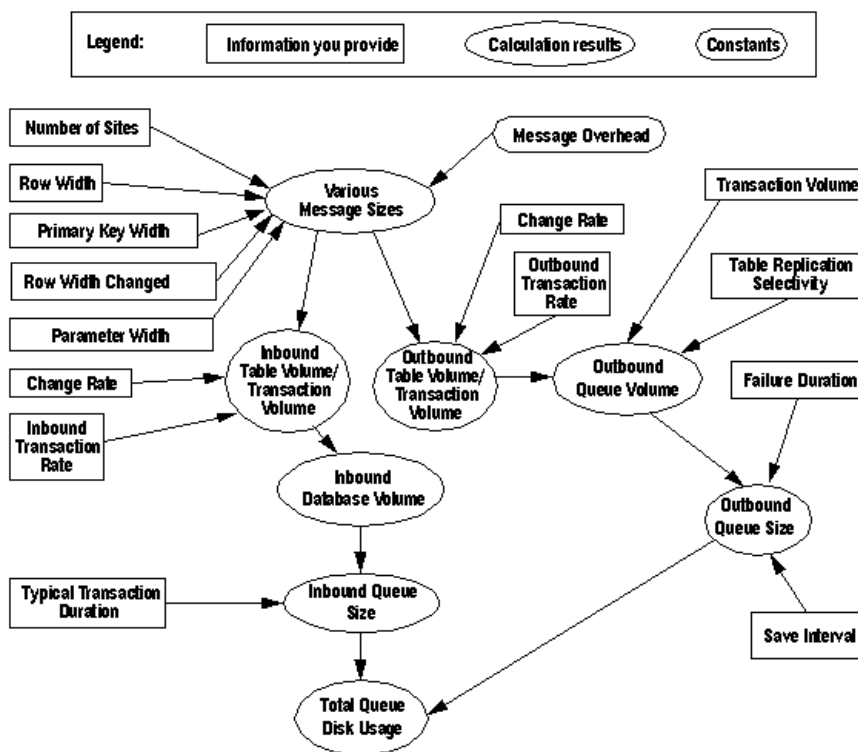 Legend:
Information you provide
Calculation results
Constants
Number of Sites
Message Overhead
Row Width
Various
Message Sizes
Transaction Volume
Primary Key Width
Change Rate
Row Width Changed
Outbound
Transaction
Rate
Table Replication
Selectivity
Parameter Width
Inbound
Table Volume/
Transaction
Volume
Outbound
Table Volume/
Transaction
Volume
Outbound
Queue Volume
Change Rate
Failure Duration
Inbound
Transaction
Rate
Inbound
Database Volume
Outbound
Queue Size
Typical Transaction
Duration
Inbound Queue
Size
Save Interval
Total Queue
Disk Usage